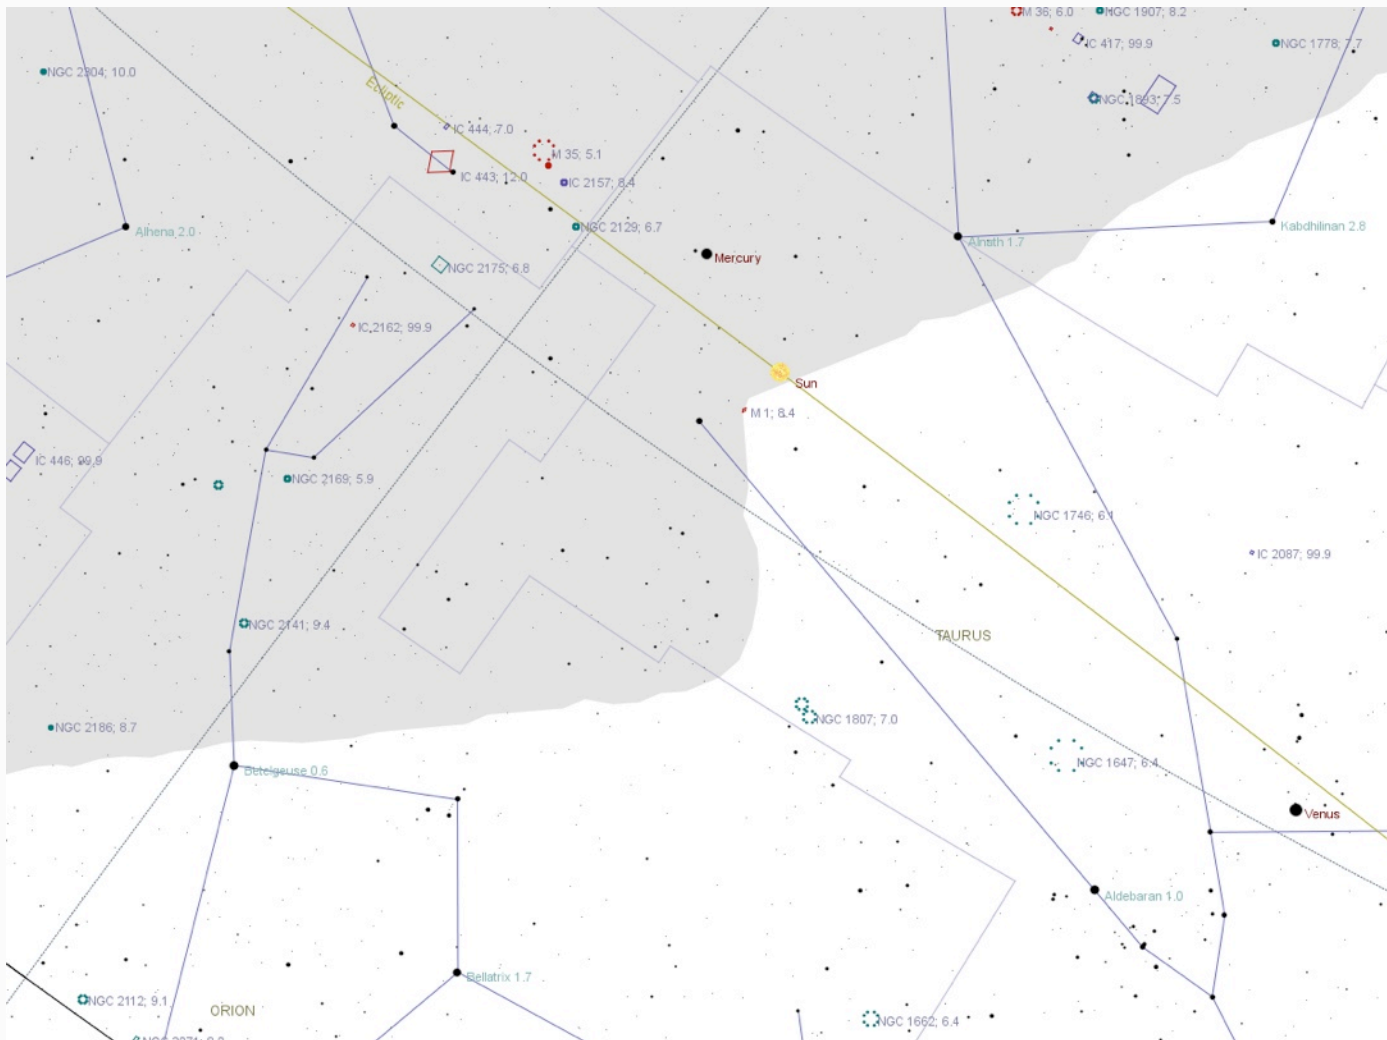 M 36; 6.0
NGC 1907; 8.2
IC 417; 99.9
NGC 1778; 7.7
NGC 2304; 10.0
Ecliptic
NGC 1893; 7.5
IC 444; 7.0
M 35; 5.1
IC 443; 12.0
IC 2157; 8.4
Alhena 2.0
NGC 2129; 6.7
Alnath 1.7
Kabdhilinan 2.8
Mercury
NGC 2175; 6.8
IC 2162; 99.9
Sun
M 1; 8.4
IC 446; 99.9
NGC 2169; 5.9
NGC 1746; 6.1
IC 2087; 99.9
NGC 2141; 9.4
TAURUS
NGC 2186; 8.7
NGC 1807; 7.0
NGC 1647; 6.4
Betelgeuse 0.6
Venus
Aldebaran 1.0
Bellatrix 1.7
NGC 2112; 9.1
ORION
NGC 1662; 6.4